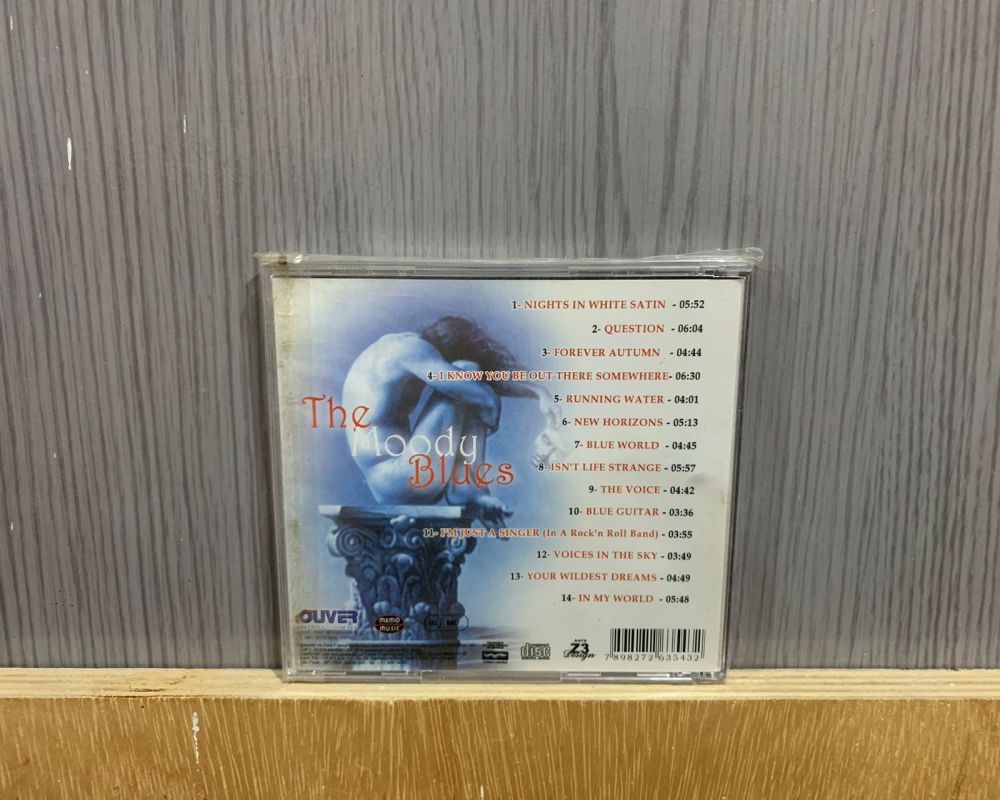 1- NIGHTS IN WHITE SATIN - 05:52
2- QUESTION - 06:04
3- FOREVER AUTUMN - 04:44
4- I KNOW YOU BE OUT THERE SOMEWHERE- 06:30
5- RUNNING WATER - 04:01
6- NEW HORIZONS - 05:13
7- BLUE WORLD - 04:45
8- ISN'T LIFE STRANGE - 05:57
9- THE VOICE - 04:42
10- BLUE GUITAR - 03:36
11- I'M JUST A SINGER (In A Rock'n Roll Band) - 03:55
12- VOICES IN THE SKY - 03:49
13- YOUR WILDEST DREAMS - 04:49
14- IN MY WORLD - 05:48
The
Moody
Blues
OUVER
MEMO
MUSIC
disc
Z3
Design
7 898272 635432